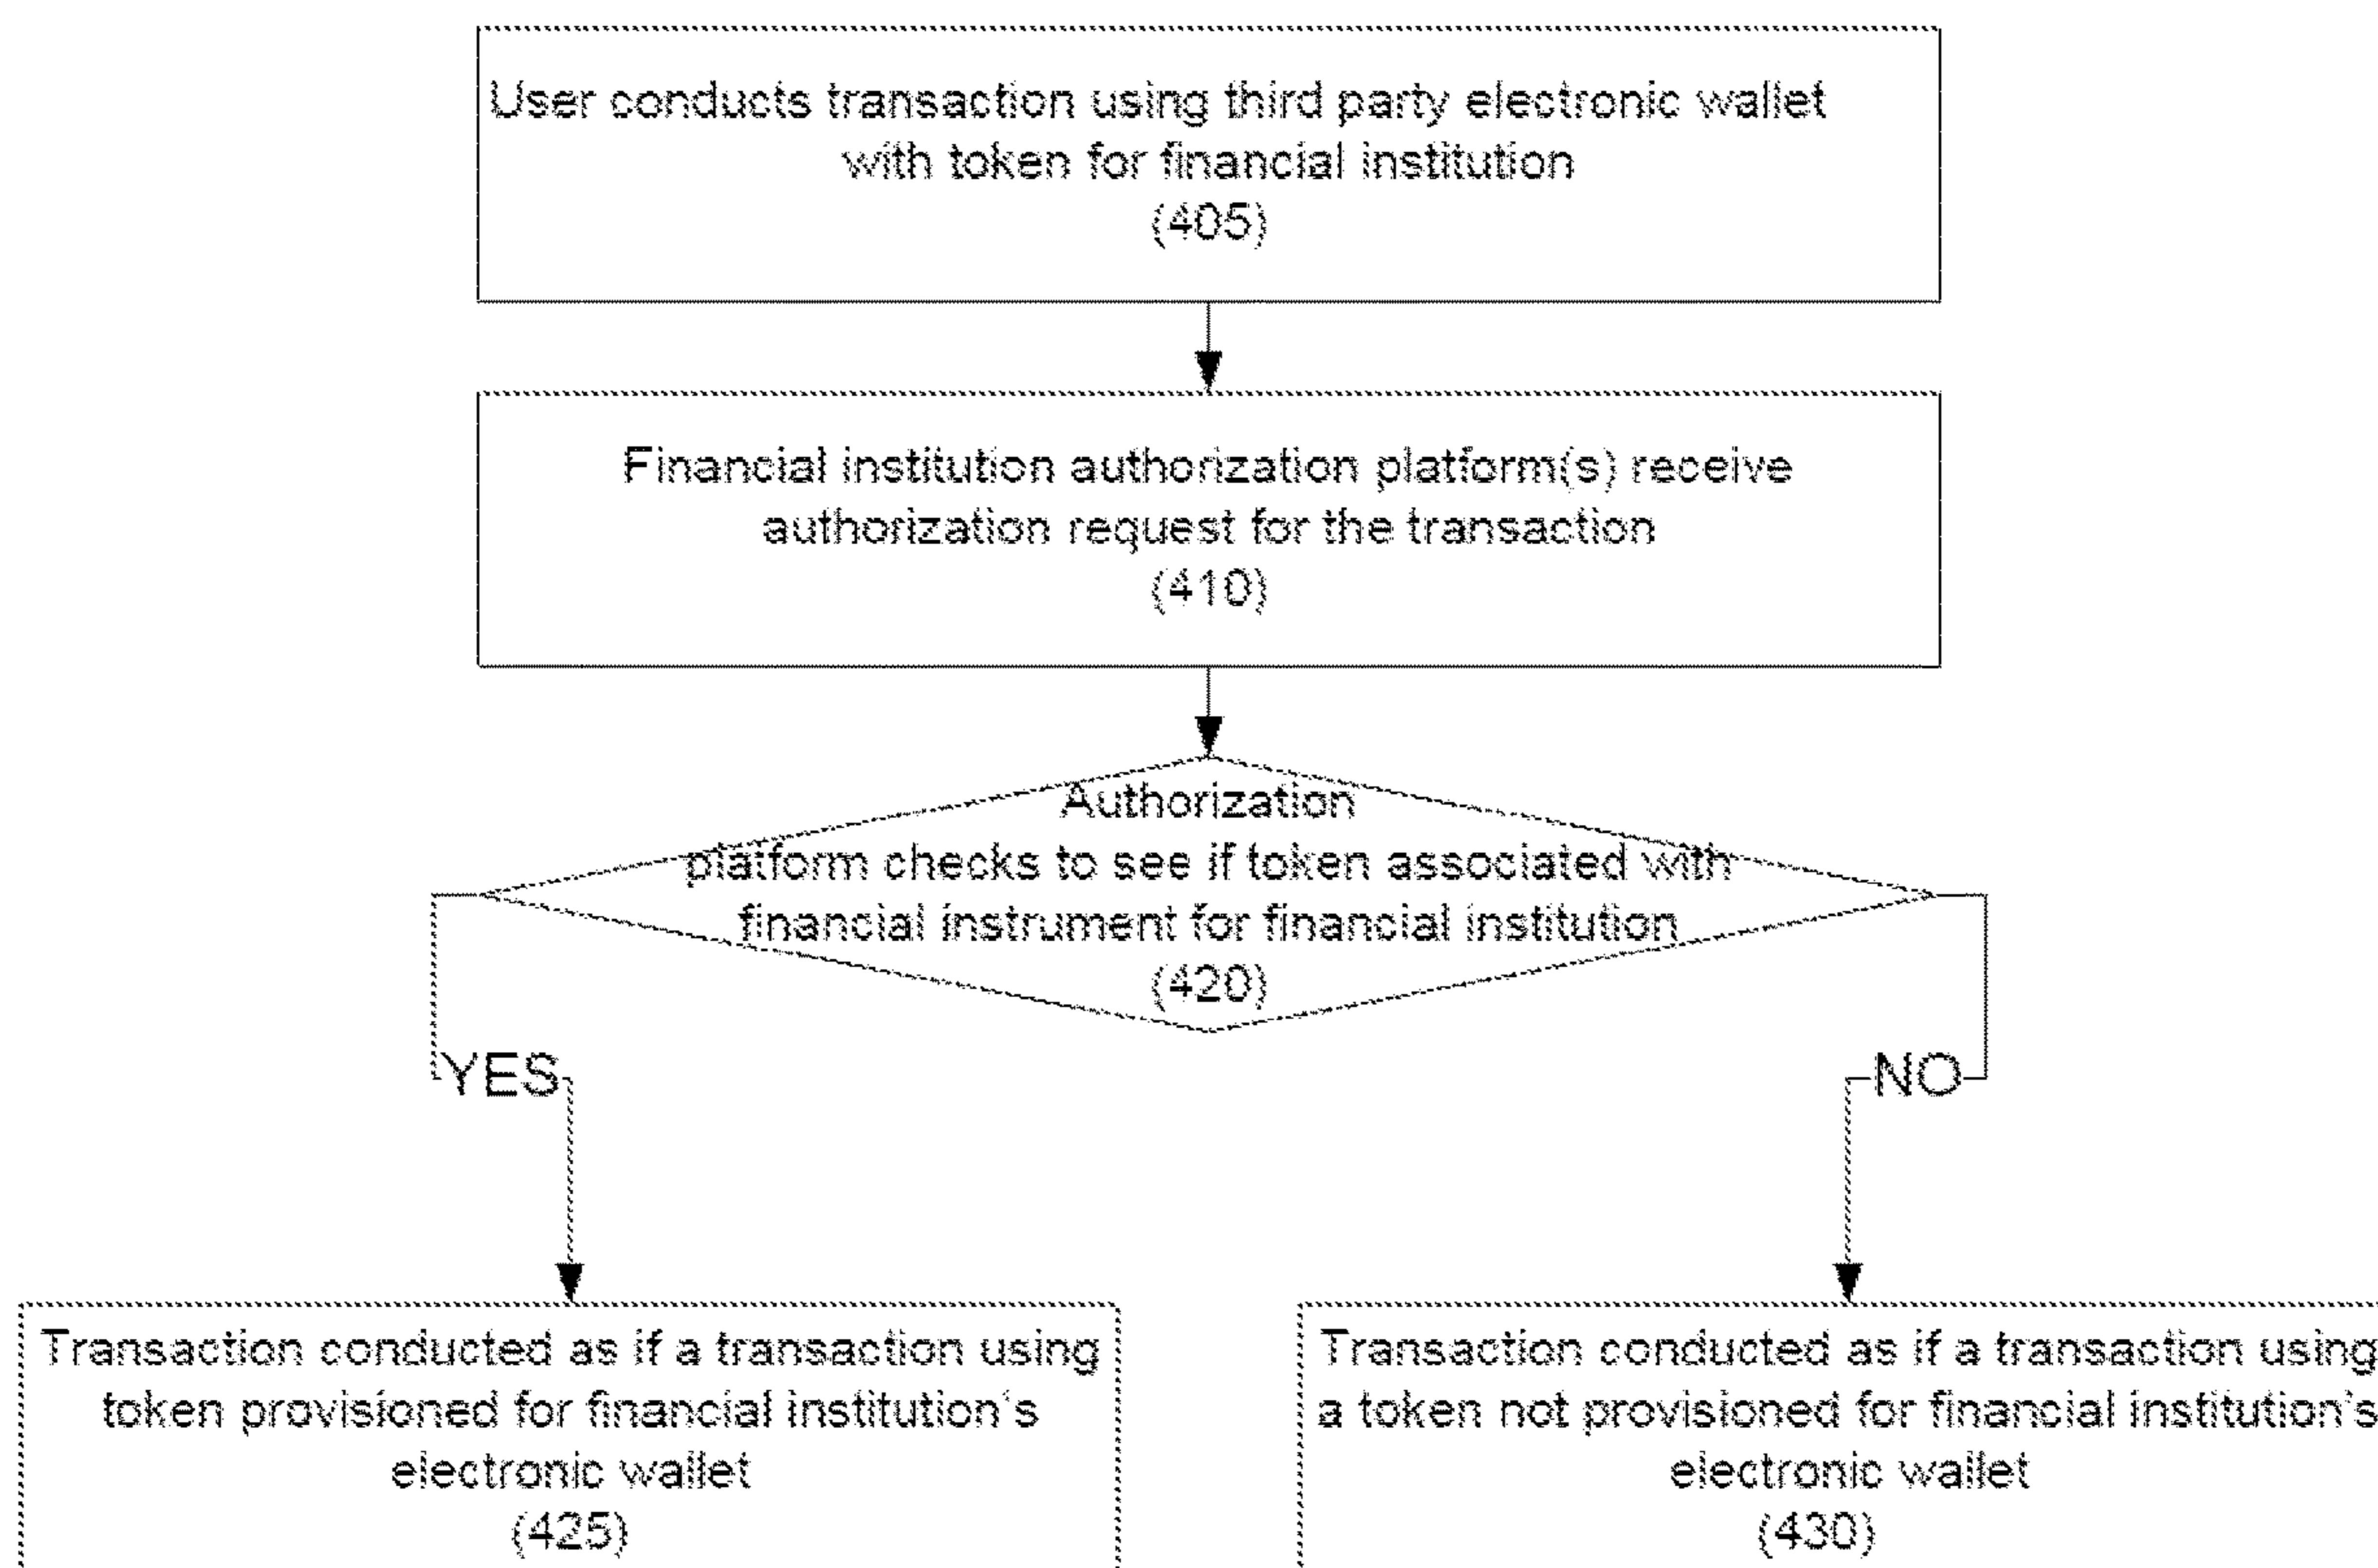 User conducts transaction using third party electronic wallet
with token for financial institution
(405)
Financial institution authorization platform(s) receive
authorization request for the transaction
(410)
Authorization
platform checks to see if token associated with
financial instrument for financial institution
(420)
YES
NO
Transaction conducted as if a transaction using
token provisioned for financial institution's
electronic wallet
(425)
Transaction conducted as if a transaction using
a token not provisioned for financial institution's
electronic wallet
(430)